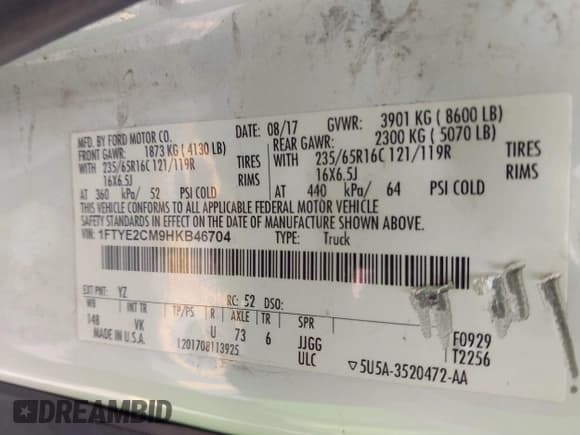 MFD. BY FORD MOTOR CO. DATE: 08/17 GVWR: 3901 KG ( 8600 LB)
FRONT GAWR: 1873 KG ( 4130 LB) REAR GAWR: 2300 KG ( 5070 LB)
WITH 235/65R16C 121/119R TIRES WITH 235/65R16C 121/119R TIRES
16X6.5J RIMS 16X6.5J RIMS
AT 360 kPa/ 52 PSI COLD AT 440 kPa/ 64 PSI COLD
THIS VEHICLE CONFORMS TO ALL APPLICABLE FEDERAL MOTOR VEHICLE
SAFETY STANDARDS IN EFFECT ON THE DATE OF MANUFACTURE SHOWN ABOVE.
VIN: 1FTYE2CM9HKB46704 TYPE: Truck
EXT PNT: YZ RC: 52 DSO:
WB INT TR TP/PS R AXLE TR SPR
148 VK U 73 6 JJGG F0929
MADE IN U.S.A. 1201708113925 ULC T2256
▽5U5A-3520472-AA
DREAMBID